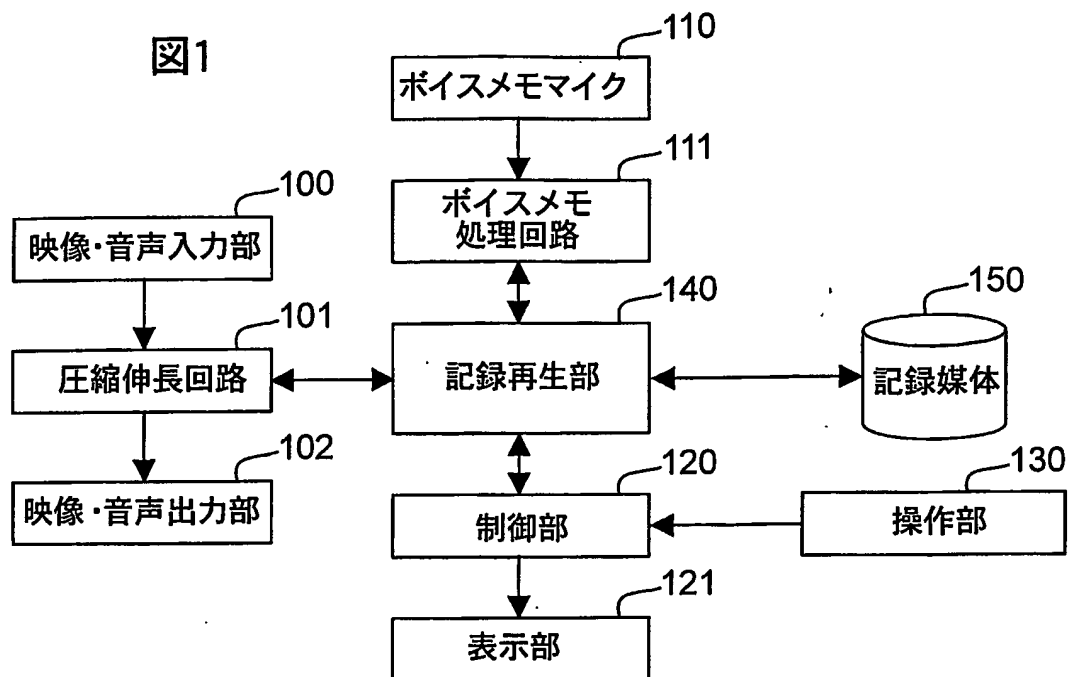 図1
110
ボイスメモマイク
111
ボイスメモ
処理回路
100
映像・音声入力部
140
記録再生部
150
記録媒体
101
圧縮伸長回路
102
映像・音声出力部
120
制御部
130
操作部
121
表示部